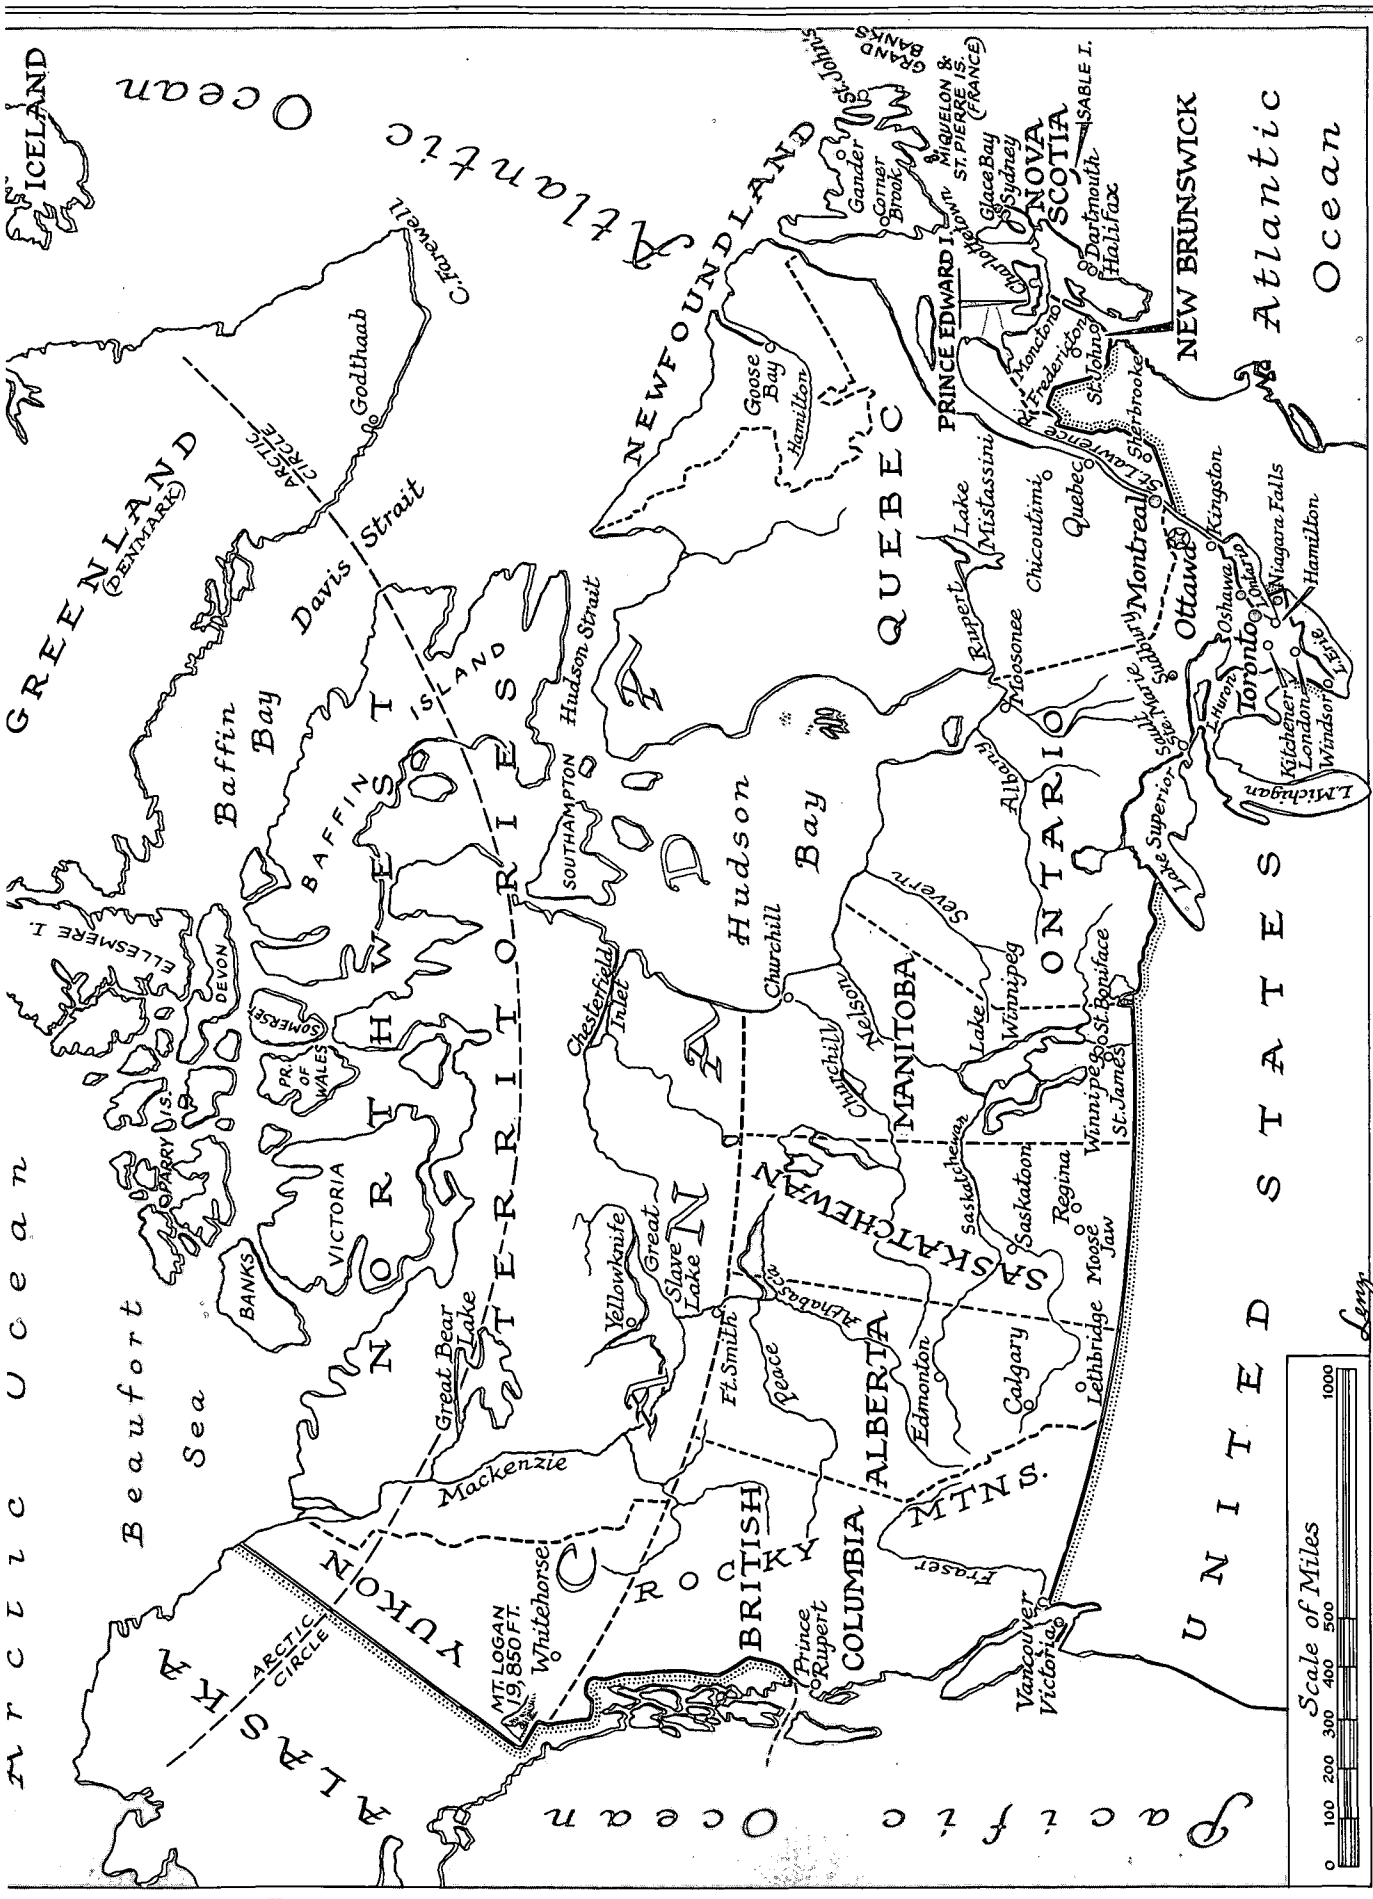 Arctic Ocean
Beaufort
Sea
ALASKA
ARCTIC
CIRCLE
YUKON
MT. LOGAN
19,850 FT.
Whitehorse
Mackenzie
Great Bear
Lake
BANKS
VICTORIA
PARRY IS.
PR.
OF
WALES
SOMERSET
DEVON
ELLESMERE I.
NORTHWEST
TERRITORIES
BAFFIN
ISLAND
Baffin
Bay
GREENLAND
(DENMARK)
ICELAND
ARCTIC
CIRCLE
Davis Strait
Godthaab
C. Farewell
Atlantic Ocean
Yellowknife
Great
Slave
Lake
Ft. Smith
Chesterfield
Inlet
SOUTHAMPTON
Hudson Strait
CANADA
Hudson
Bay
ROCKY MTNS.
BRITISH
COLUMBIA
Prince
Rupert
Fraser
Vancouver
Victoria
Peace
Athabasca
ALBERTA
Edmonton
Calgary
Lethbridge
SASKATCHEWAN
Saskatchewan
Saskatoon
Regina
Moose
Jaw
MANITOBA
Churchill
Churchill
Nelson
Lake
Winnipeg
Winnipeg
St. Boniface
St. James
ONTARIO
Severn
Albany
Moosonee
Lake Superior
Sault
Ste. Marie
Sudbury
L. Huron
L. Michigan
Toronto
Oshawa
L. Ontario
Kitchener
London
Windsor
L. Erie
Niagara Falls
Hamilton
Kingston
Ottawa
QUEBEC
Rupert
Lake
Mistassini
Chicoutimi
Quebec
Montreal
Sherbrooke
St. Lawrence
Ri.
NEWFOUNDLAND
Goose
Bay
Hamilton
Gander
Corner
Brook
St. John's
GRAND
BANKS
MIQUELON &
ST. PIERRE IS.
(FRANCE)
PRINCE EDWARD I.
Charlottetown
Glace Bay
Sydney
NOVA
SCOTIA
SABLE I.
Dartmouth
Halifax
Moncton
Fredericton
St. John
NEW BRUNSWICK
Atlantic
Ocean
Pacific Ocean
UNITED STATES
Scale of Miles
0 100 200 300 400 500 1000
Lenz